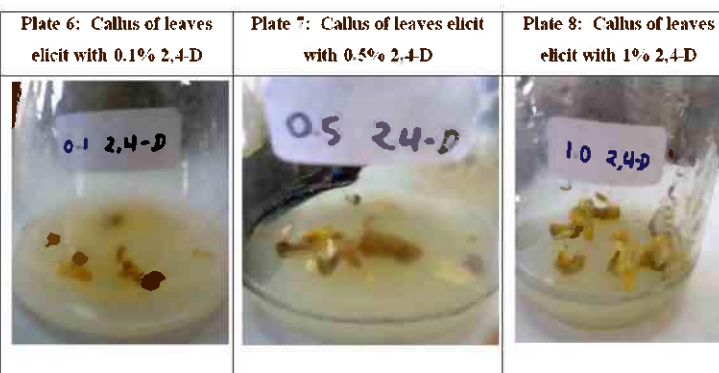 Plate 6: Callus of leaves
elicit with 0.1% 2,4-D
Plate 7: Callus of leaves elicit
with 0.5% 2,4-D
Plate 8: Callus of leaves
elicit with 1% 2,4-D
0.1 2,4-D
0.5 24-D
1.0 2,4-D